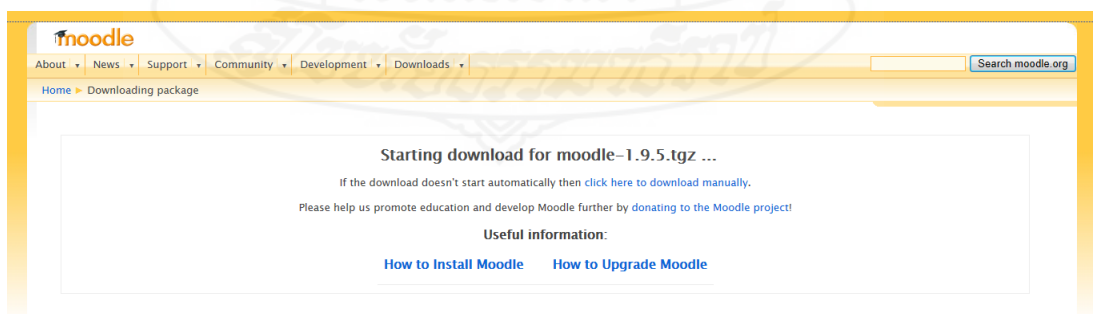 moodle
About News Support Community Development Downloads Search moodle.org
Home ► Downloading package
Starting download for moodle-1.9.5.tgz ...
If the download doesn't start automatically then click here to download manually.
Please help us promote education and develop Moodle further by donating to the Moodle project!
Useful information:
How to Install Moodle How to Upgrade Moodle